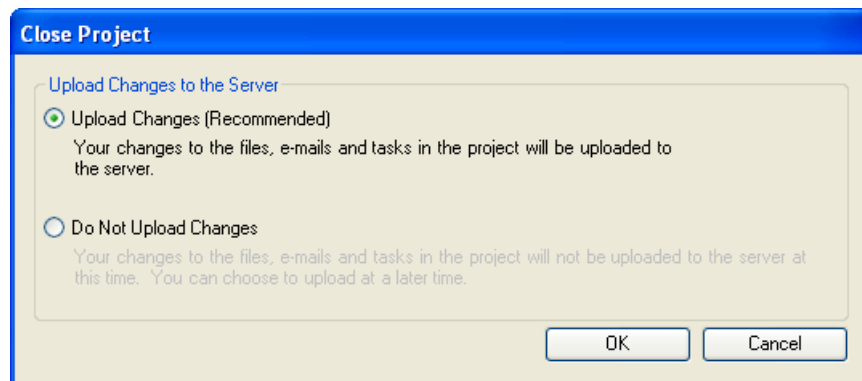 Close Project
Upload Changes to the Server
Upload Changes (Recommended)
Your changes to the files, e-mails and tasks in the project will be uploaded to
the server.
Do Not Upload Changes
Your changes to the files, e-mails and tasks in the project will not be uploaded to the server at
this time.  You can choose to upload at a later time.
OK
Cancel